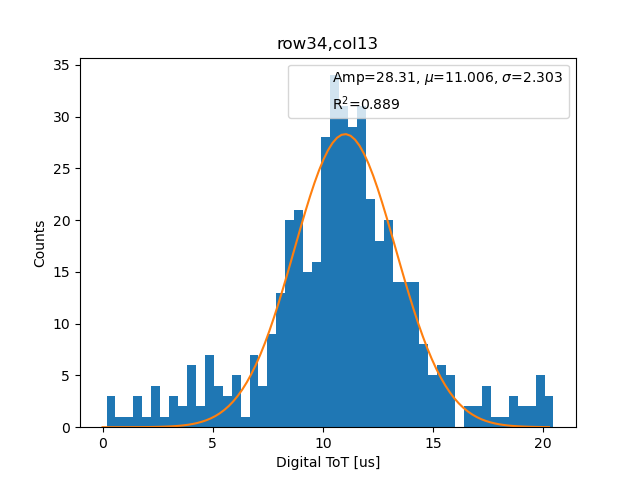 row34,col13
Amp=28.31, μ=11.006, σ=2.303
R²=0.889
35
30
25
20
15
10
5
0
Counts
0 5 10 15 20
Digital ToT [us]